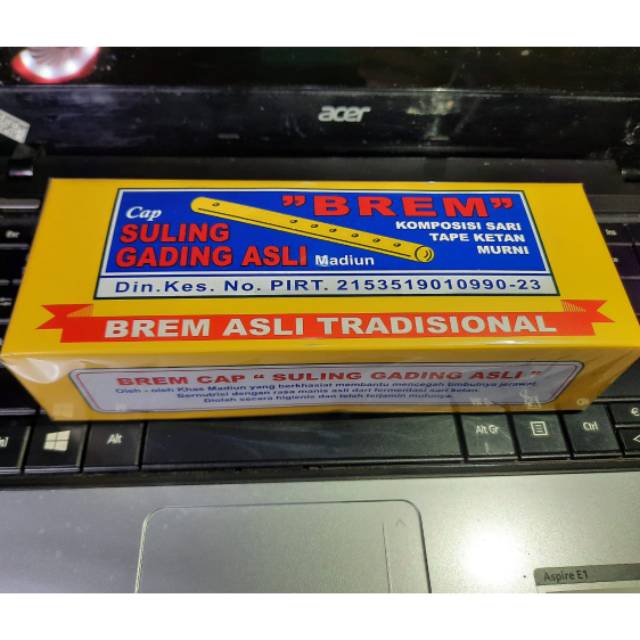 acer
Esc
Cap
"BREM"
SULING
GADING ASLI Madiun
KOMPOSISI SARI
TAPE KETAN
MURNI
Din.Kes. No. PIRT. 2153519010990-23
BREM ASLI TRADISIONAL
BREM CAP " SULING GADING ASLI "
Oleh - oleh Khas Madiun yang berkhasiat membantu mencegah timbulnya jerawat.
Bernutrisi dengan rasa manis asli dari fermentasi sari ketan.
Diolah secara higienis dan telah terjamin mutunya.
Alt
Alt Gr
Ctrl
Aspire E1